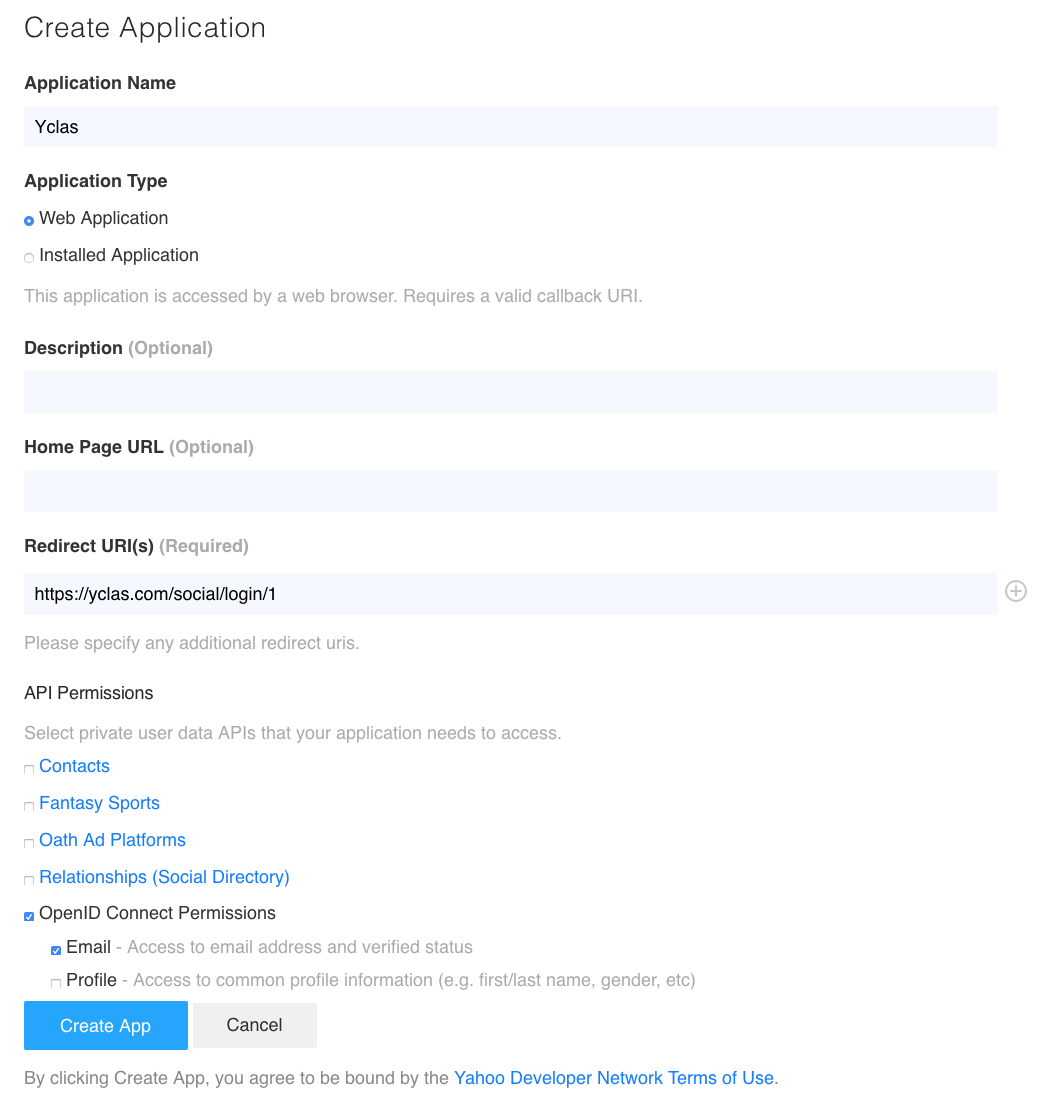 Create Application
Application Name
Yclas
Application Type
Web Application
Installed Application
This application is accessed by a web browser. Requires a valid callback URI.
Description (Optional)
Home Page URL (Optional)
Redirect URI(s) (Required)
https://yclas.com/social/login/1
Please specify any additional redirect uris.
API Permissions
Select private user data APIs that your application needs to access.
Contacts
Fantasy Sports
Oath Ad Platforms
Relationships (Social Directory)
OpenID Connect Permissions
Email - Access to email address and verified status
Profile - Access to common profile information (e.g. first/last name, gender, etc)
Create App Cancel
By clicking Create App, you agree to be bound by the Yahoo Developer Network Terms of Use.